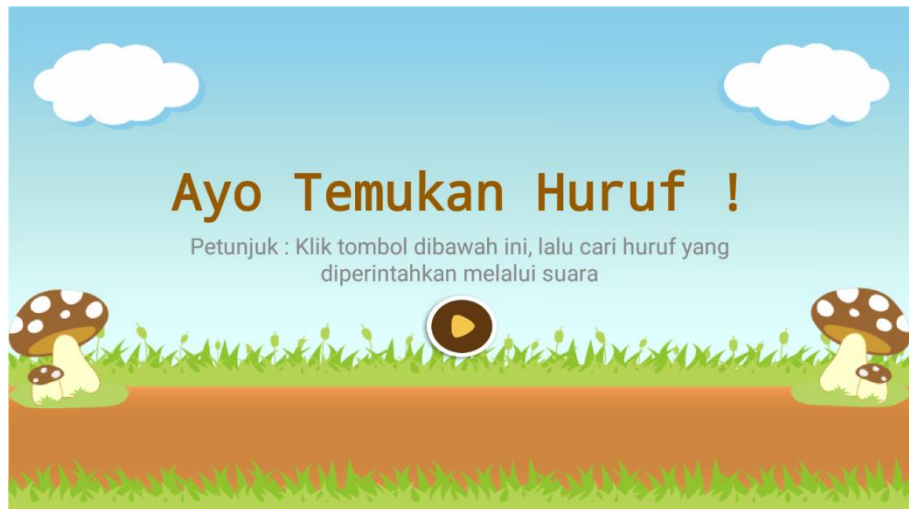 Ayo Temukan Huruf !
Petunjuk : Klik tombol dibawah ini, lalu cari huruf yang
diperintahkan melalui suara